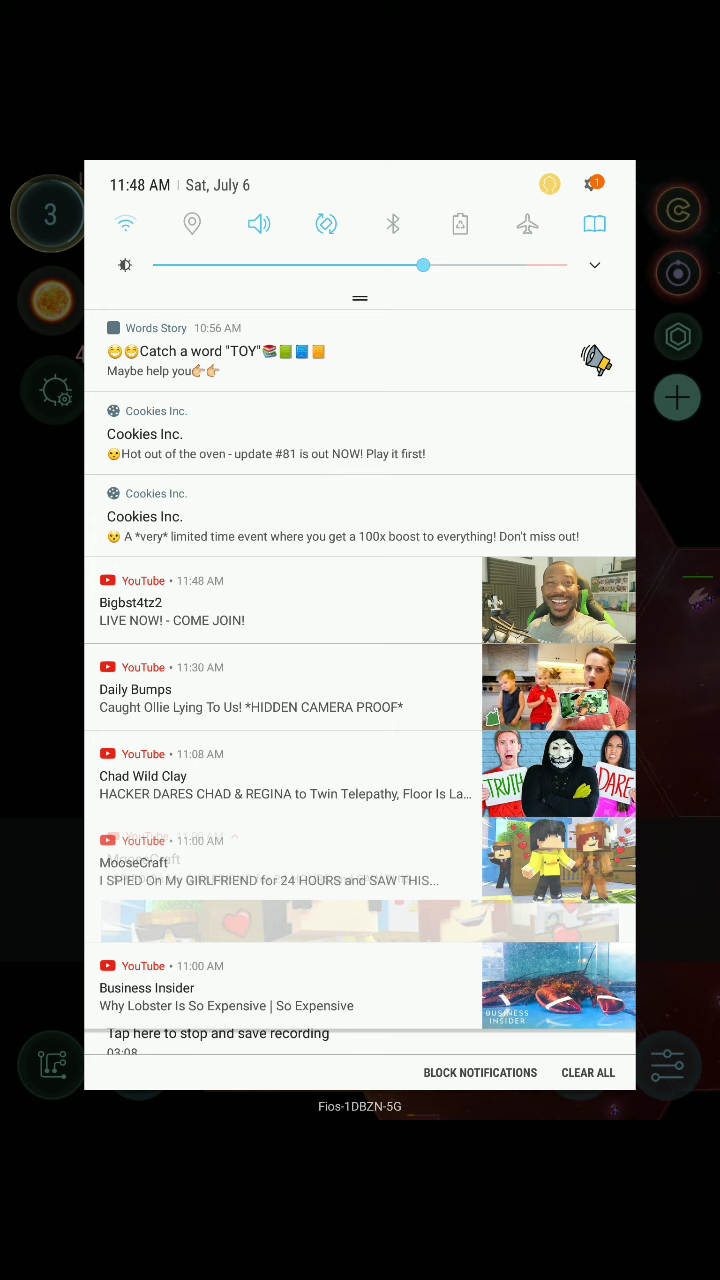 11:48 AM Sat, July 6
1
3
Words Story 10:56 AM
😁😁Catch a word "TOY"📚📗📘📙
Maybe help you👉🏼👉🏼
Cookies Inc.
Cookies Inc.
😯Hot out of the oven - update #81 is out NOW! Play it first!
Cookies Inc.
Cookies Inc.
😯 A *very* limited time event where you get a 100x boost to everything! Don't miss out!
YouTube • 11:48 AM
Bigbst4tz2
LIVE NOW! - COME JOIN!
YouTube • 11:30 AM
Daily Bumps
Caught Ollie Lying To Us! *HIDDEN CAMERA PROOF*
YouTube • 11:08 AM
Chad Wild Clay
HACKER DARES CHAD & REGINA to Twin Telepathy, Floor Is La...
TRUTH DARE
YouTube • 11:00 AM
MooseCraft
I SPIED On My GIRLFRIEND for 24 HOURS and SAW THIS...
YouTube • 11:00 AM
Business Insider
Why Lobster Is So Expensive | So Expensive
BUSINESS
INSIDER
Tap here to stop and save recording
03:08
BLOCK NOTIFICATIONS CLEAR ALL
Fios-1DBZN-5G